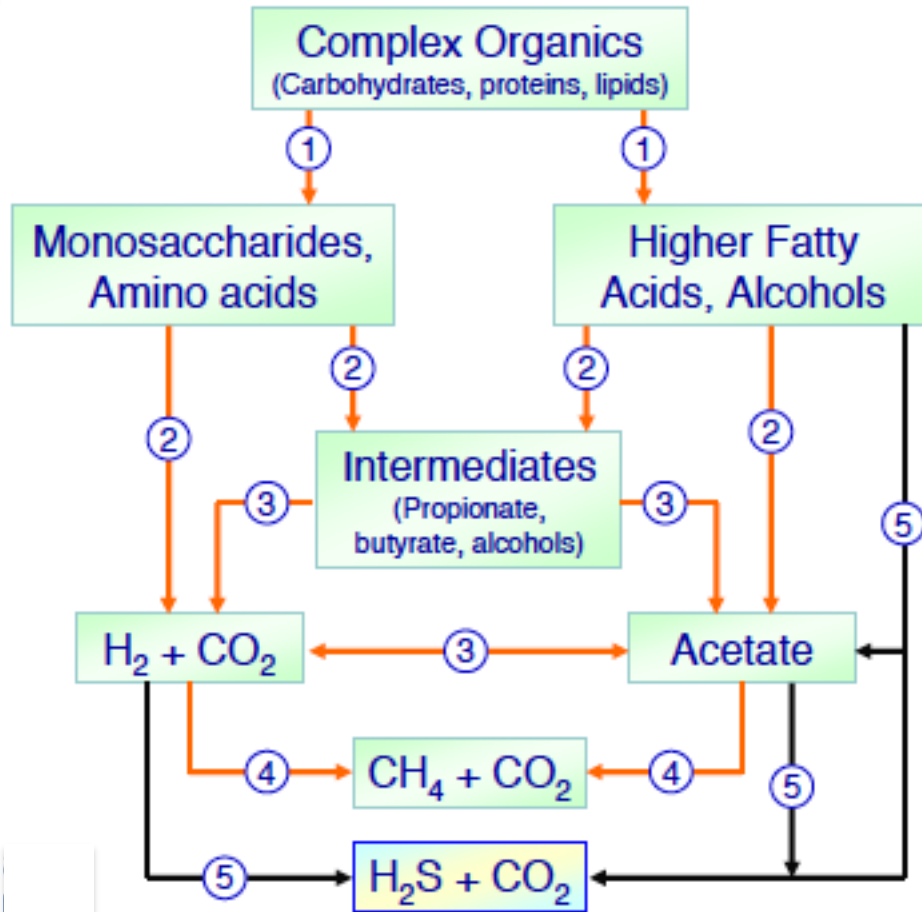 Complex Organics
(Carbohydrates, proteins, lipids)
1
1
Monosaccharides,
Amino acids
Higher Fatty
Acids, Alcohols
2
2
2
2
Intermediates
(Propionate,
butyrate, alcohols)
3
3
5
H₂ + CO₂
3
Acetate
4
CH₄ + CO₂
4
5
5
H₂S + CO₂